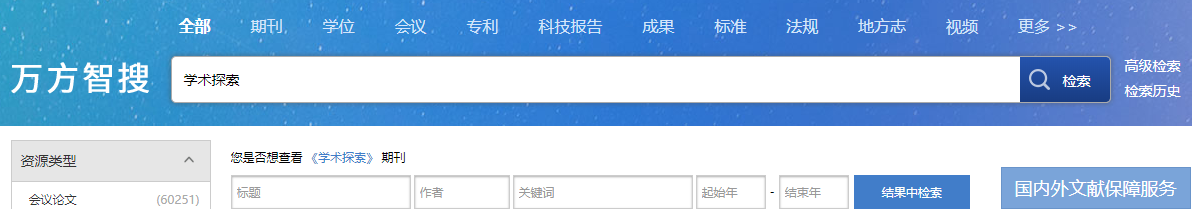 全部 期刊 学位 会议 专利 科技报告 成果 标准 法规 地方志 视频 更多 >>
万方智搜 学术探索 检索 高级检索
检索历史
资源类型 您是否想查看 《学术探索》 期刊
会议论文 (60251) 标题 作者 关键词 起始年 - 结束年 结果中检索 国内外文献保障服务